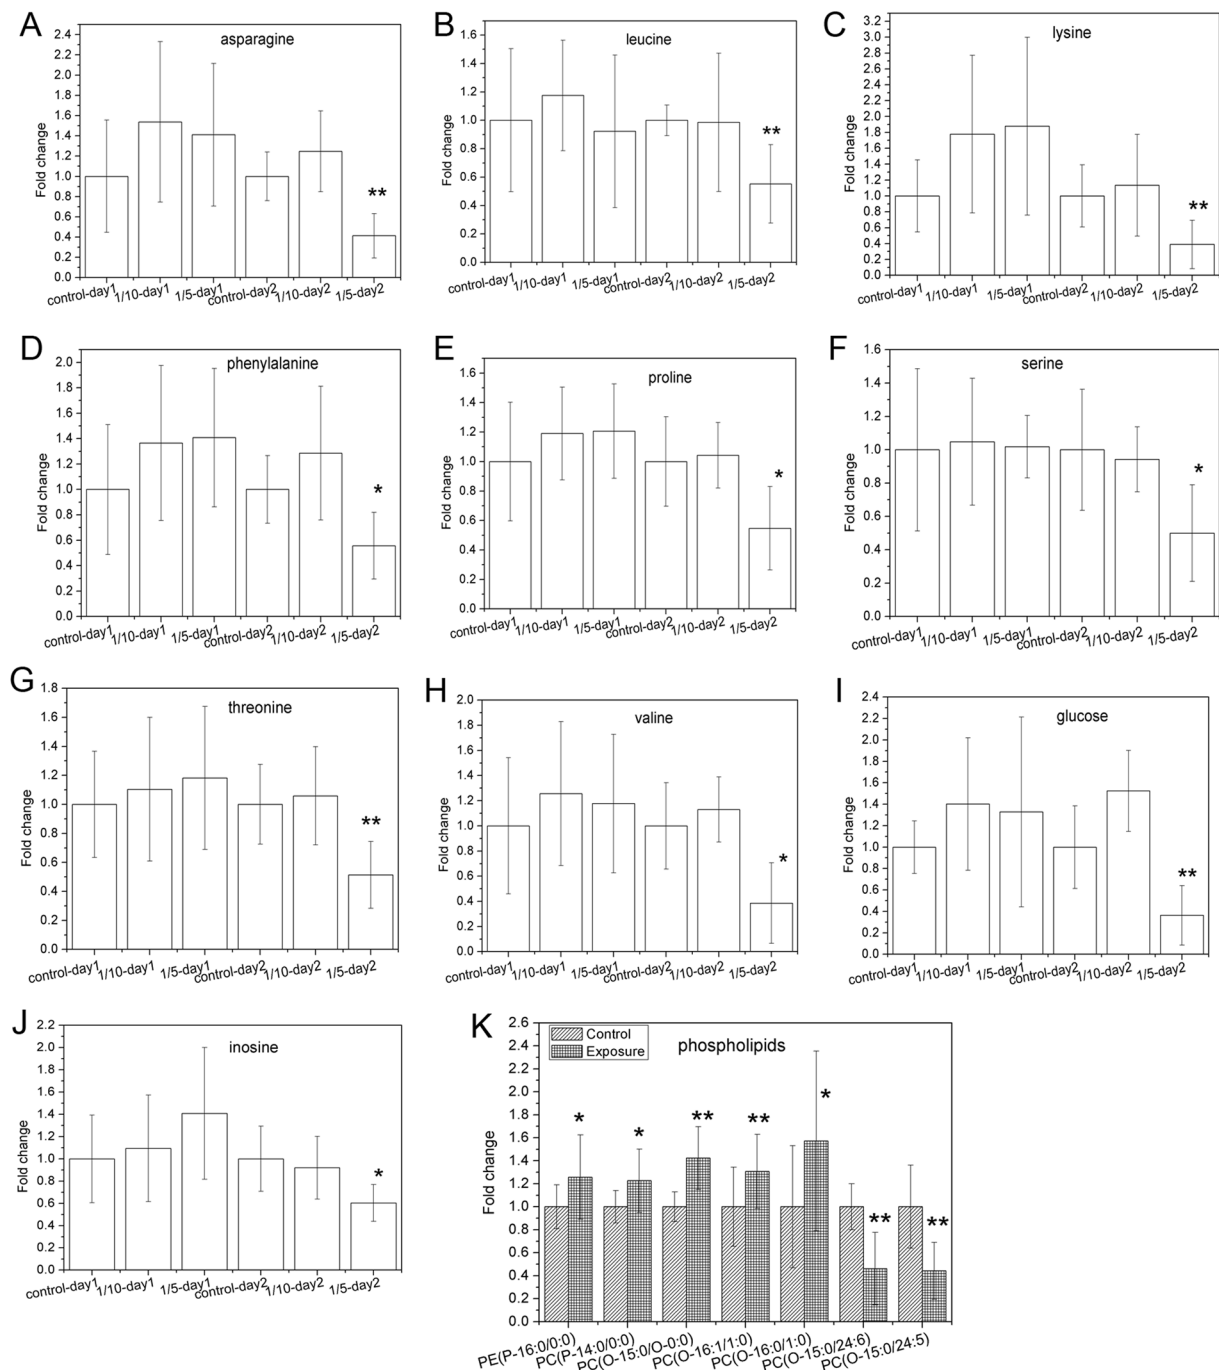 A
asparagine
Fold change
2.4
2.2
2.0
1.8
1.6
1.4
1.2
1.0
0.8
0.6
0.4
0.2
0.0
**
control-day1 1/10-day1 1/5-day1 control-day2 1/10-day2 1/5-day2
B
leucine
Fold change
1.6
1.4
1.2
1.0
0.8
0.6
0.4
0.2
0.0
**
control-day1 1/10-day1 1/5-day1 control-day2 1/10-day2 1/5-day2
C
lysine
Fold change
3.2
3.0
2.8
2.6
2.4
2.2
2.0
1.8
1.6
1.4
1.2
1.0
0.8
0.6
0.4
0.2
0.0
**
control-day1 1/10-day1 1/5-day1 control-day2 1/10-day2 1/5-day2
D
phenylalanine
Fold change
2.0
1.8
1.6
1.4
1.2
1.0
0.8
0.6
0.4
0.2
0.0
*
control-day1 1/10-day1 1/5-day1 control-day2 1/10-day2 1/5-day2
E
proline
Fold change
1.6
1.4
1.2
1.0
0.8
0.6
0.4
0.2
0.0
*
control-day1 1/10-day1 1/5-day1 control-day2 1/10-day2 1/5-day2
F
serine
Fold change
1.6
1.4
1.2
1.0
0.8
0.6
0.4
0.2
0.0
*
control-day1 1/10-day1 1/5-day1 control-day2 1/10-day2 1/5-day2
G
threonine
Fold change
1.8
1.6
1.4
1.2
1.0
0.8
0.6
0.4
0.2
0.0
**
control-day1 1/10-day1 1/5-day1 control-day2 1/10-day2 1/5-day2
H
valine
Fold change
2.0
1.8
1.6
1.4
1.2
1.0
0.8
0.6
0.4
0.2
0.0
*
control-day1 1/10-day1 1/5-day1 control-day2 1/10-day2 1/5-day2
I
glucose
Fold change
2.4
2.2
2.0
1.8
1.6
1.4
1.2
1.0
0.8
0.6
0.4
0.2
0.0
**
control-day1 1/10-day1 1/5-day1 control-day2 1/10-day2 1/5-day2
J
inosine
Fold change
2.2
2.0
1.8
1.6
1.4
1.2
1.0
0.8
0.6
0.4
0.2
0.0
*
control-day1 1/10-day1 1/5-day1 control-day2 1/10-day2 1/5-day2
K
phospholipids
Control
Exposure
Fold change
2.6
2.4
2.2
2.0
1.8
1.6
1.4
1.2
1.0
0.8
0.6
0.4
0.2
0.0
* * ** ** * ** **
PE(P-16:0/0:0) PC(P-14:0/0:0) PC(O-15:0/O-0:0) PC(O-16:1/1:0) PC(O-16:0/1:0) PC(O-15:0/24:6) PC(O-15:0/24:5)